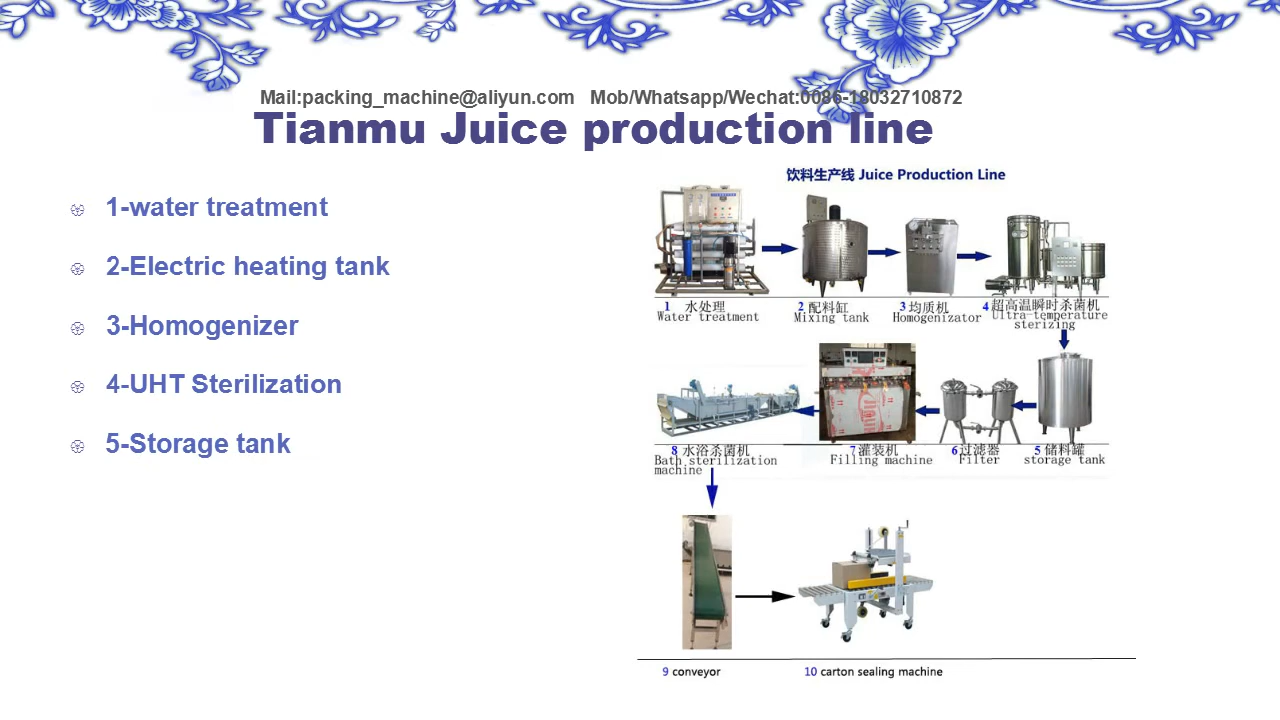 Mail:packing_machine@aliyun.com Mob/Whatsapp/Wechat:0086-18032710872
Tianmu Juice production line
1-water treatment
2-Electric heating tank
3-Homogenizer
4-UHT Sterilization
5-Storage tank
饮料生产线 Juice Production Line
1 水处理
Water treatment
2 配料缸
Mixing tank
3 均质机
Homogenizator
4 超高温瞬时杀菌机
Ultra-temperature
sterizing
8 水浴杀菌机
Bath sterilization
machine
7 灌装机
Filling machine
6 过滤器
Filter
5 储料罐
storage tank
9 conveyor
10 carton sealing machine